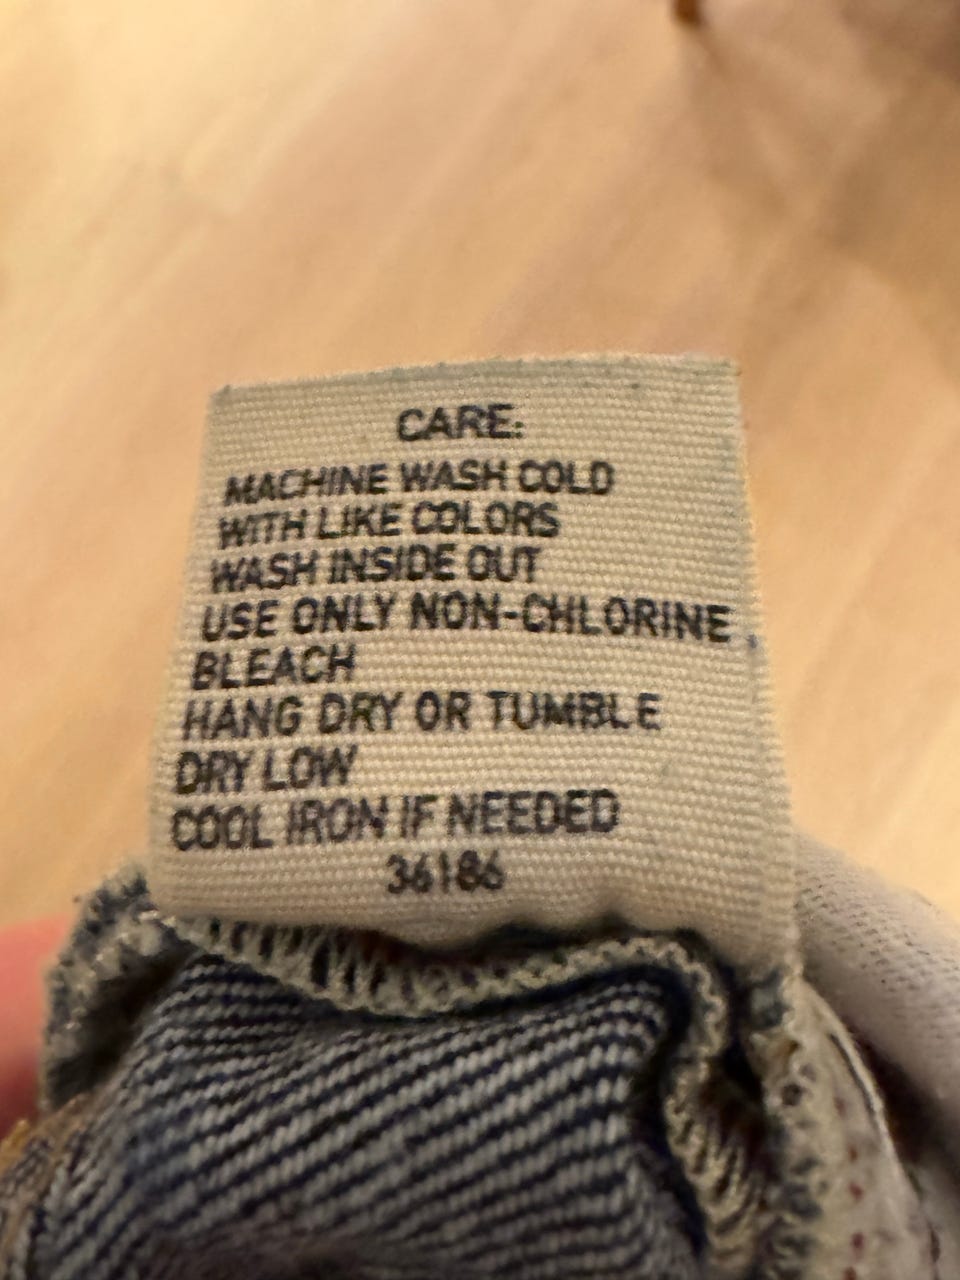 CARE:
MACHINE WASH COLD
WITH LIKE COLORS
WASH INSIDE OUT
USE ONLY NON-CHLORINE
BLEACH
HANG DRY OR TUMBLE
DRY LOW
COOL IRON IF NEEDED
36186